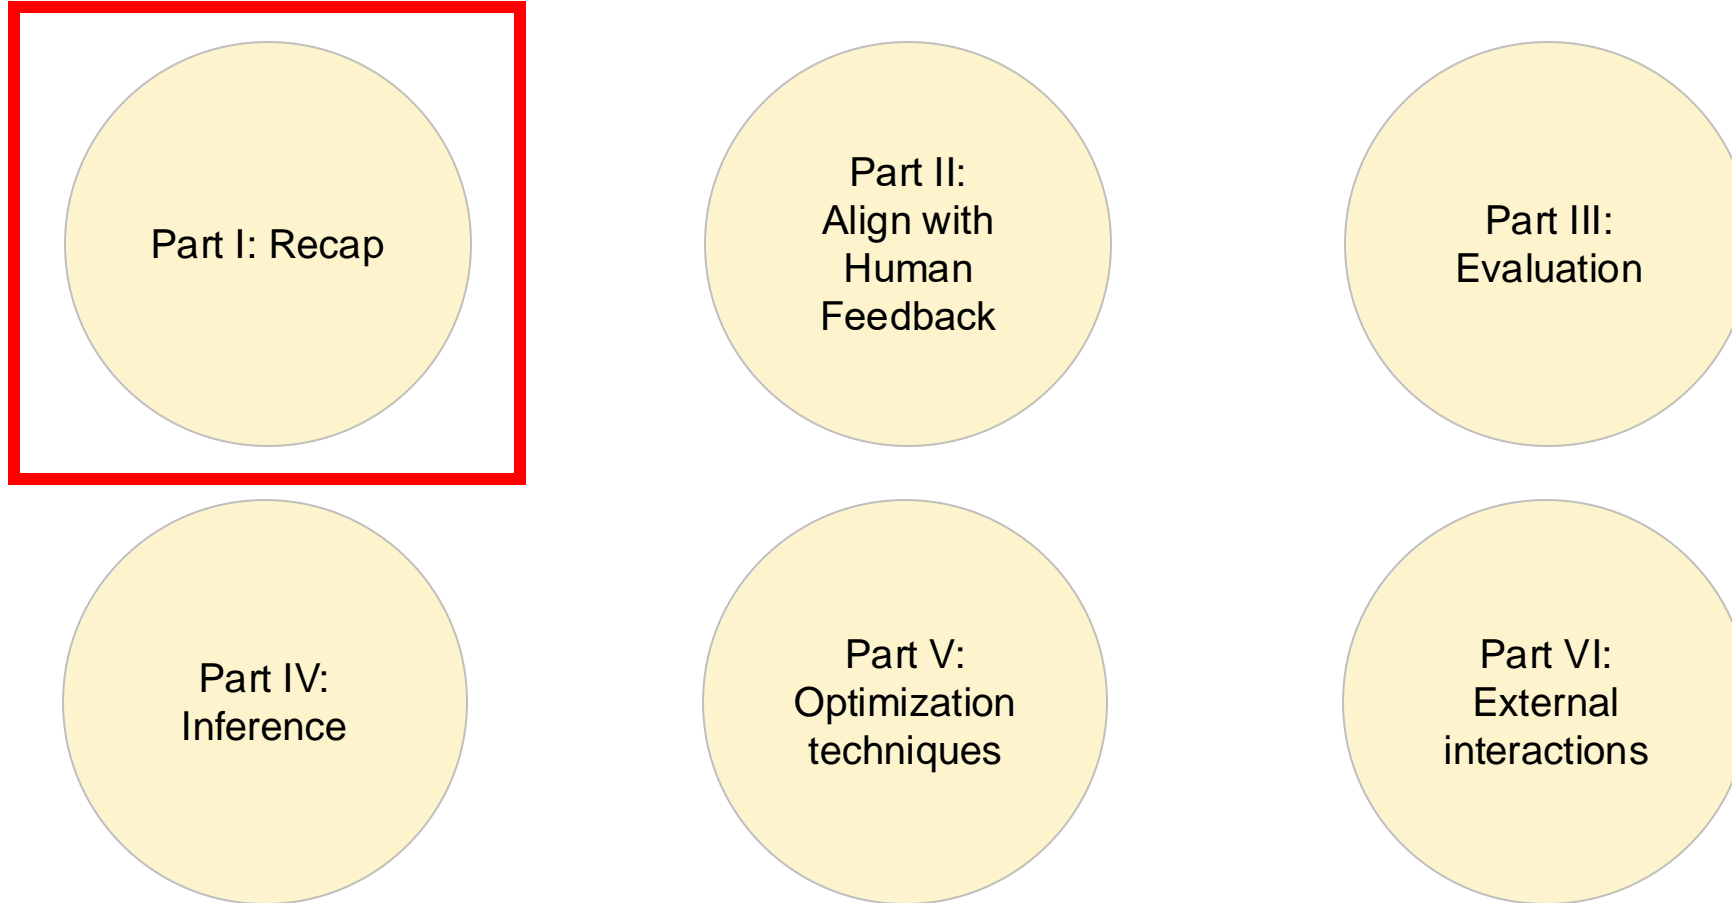 Part I: Recap
Part II:
Align with
Human
Feedback
Part III:
Evaluation
Part IV:
Inference
Part V:
Optimization
techniques
Part VI:
External
interactions